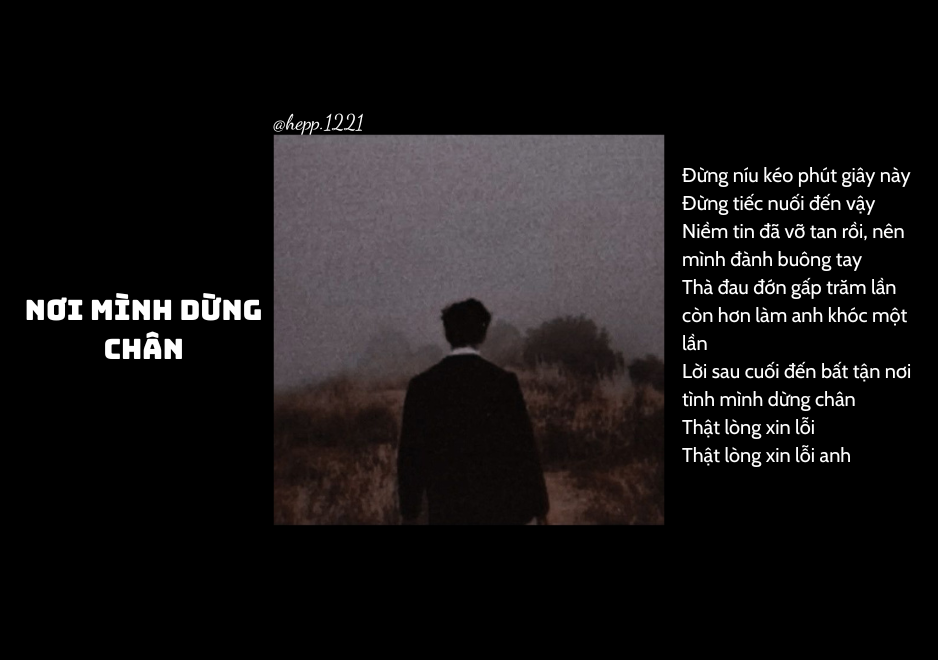 @hepp.1221
NƠI MÌNH DỪNG
CHÂN
Đừng níu kéo phút giây này
Đừng tiếc nuối đến vậy
Niềm tin đã vỡ tan rồi, nên
mình đành buông tay
Thà đau đớn gấp trăm lần
còn hơn làm anh khóc một
lần
Lời sau cuối đến bất tận nơi
tình mình dừng chân
Thật lòng xin lỗi
Thật lòng xin lỗi anh